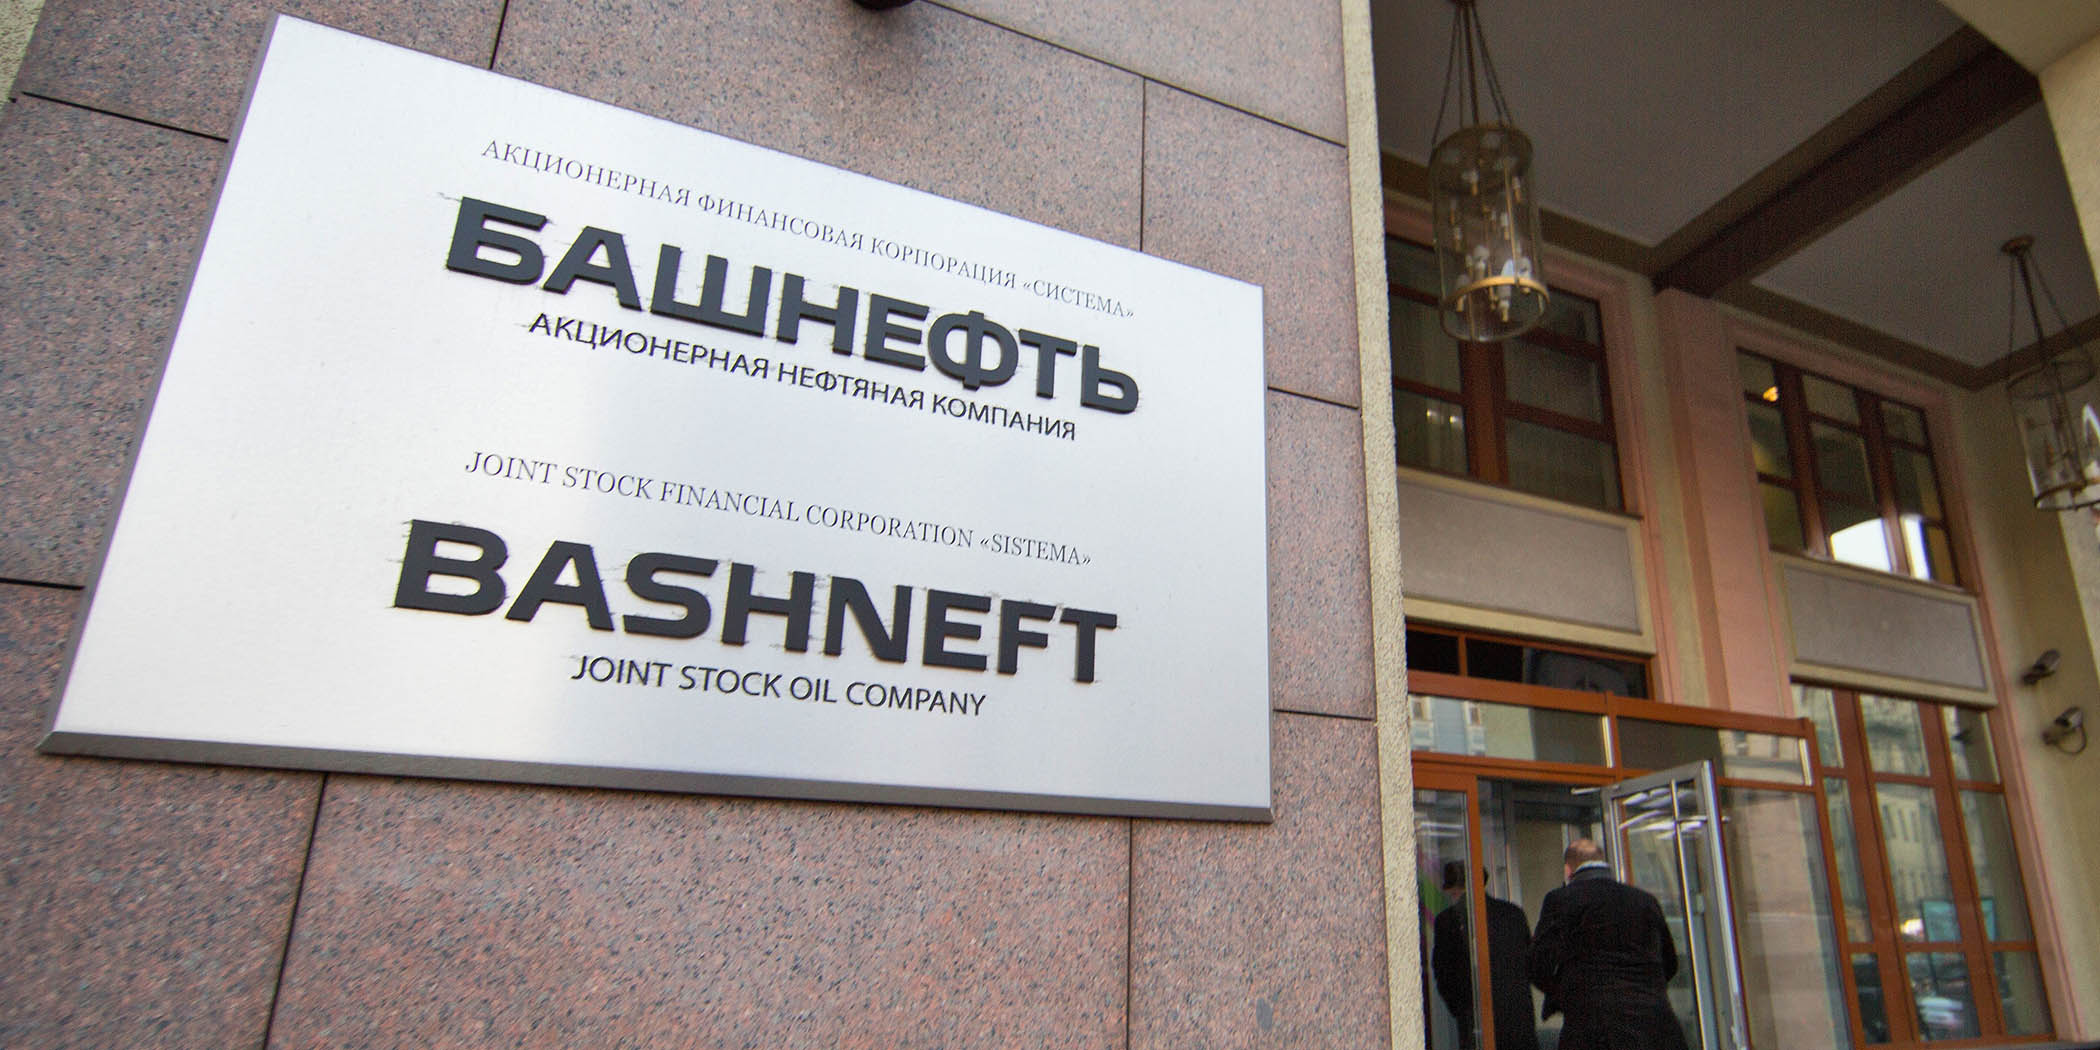 АКЦИОНЕРНАЯ ФИНАНСОВАЯ КОРПОРАЦИЯ «СИСТЕМА»
БАШНЕФТЬ
АКЦИОНЕРНАЯ НЕФТЯНАЯ КОМПАНИЯ
JOINT STOCK FINANCIAL CORPORATION «SISTEMA»
BASHNEFT
JOINT STOCK OIL COMPANY